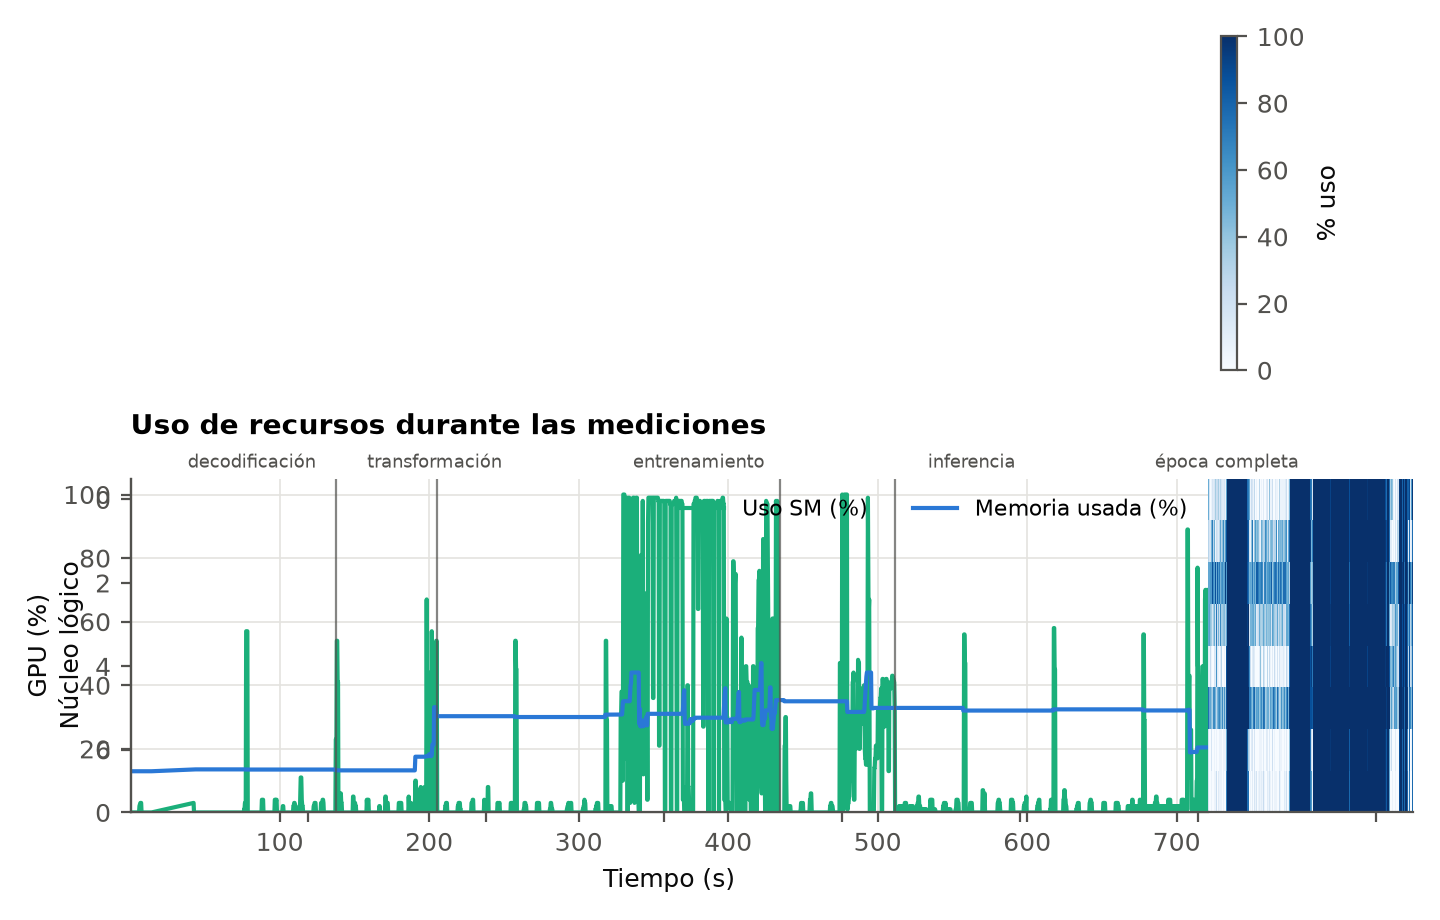 100
80
60
40
20
0
% uso
Uso de recursos durante las mediciones
decodificación transformación entrenamiento inferencia época completa
Uso SM (%) Memoria usada (%)
GPU (%)
Núcleo lógico
100
0
80
2
60
4
40
20
6
0
100 200 300 400 500 600 700
Tiempo (s)